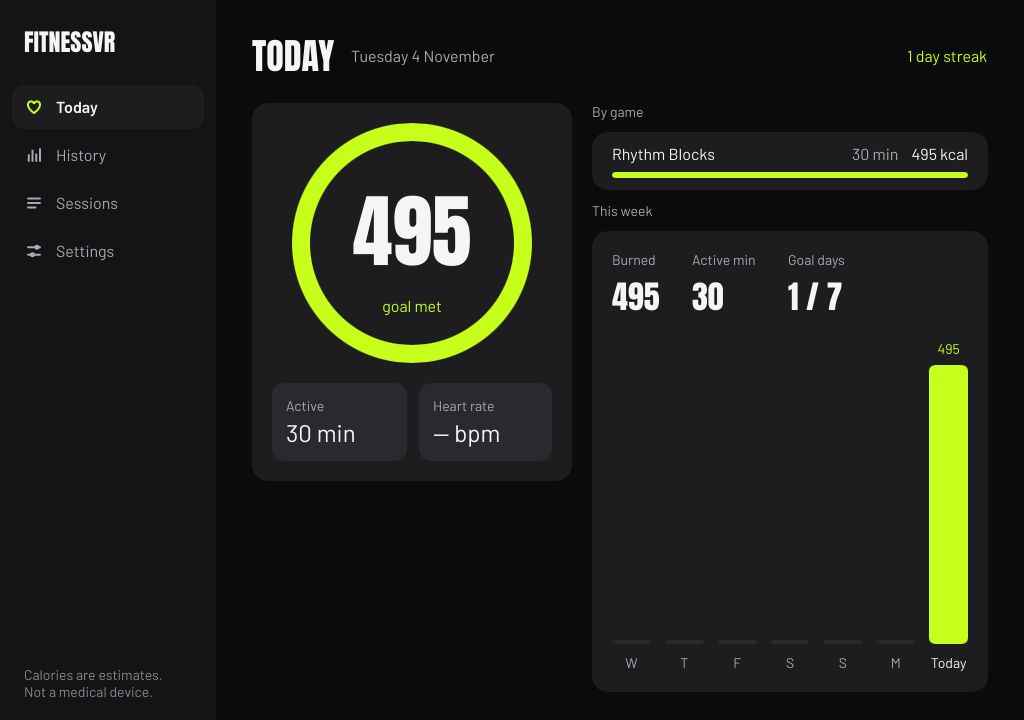 FITNESSVR
Today
History
Sessions
Settings
Calories are estimates.
Not a medical device.
TODAY Tuesday 4 November
1 day streak
495
goal met
Active
30 min
Heart rate
— bpm
By game
Rhythm Blocks 30 min 495 kcal
This week
Burned Active min Goal days
495 30 1 / 7
495
W T F S S M Today